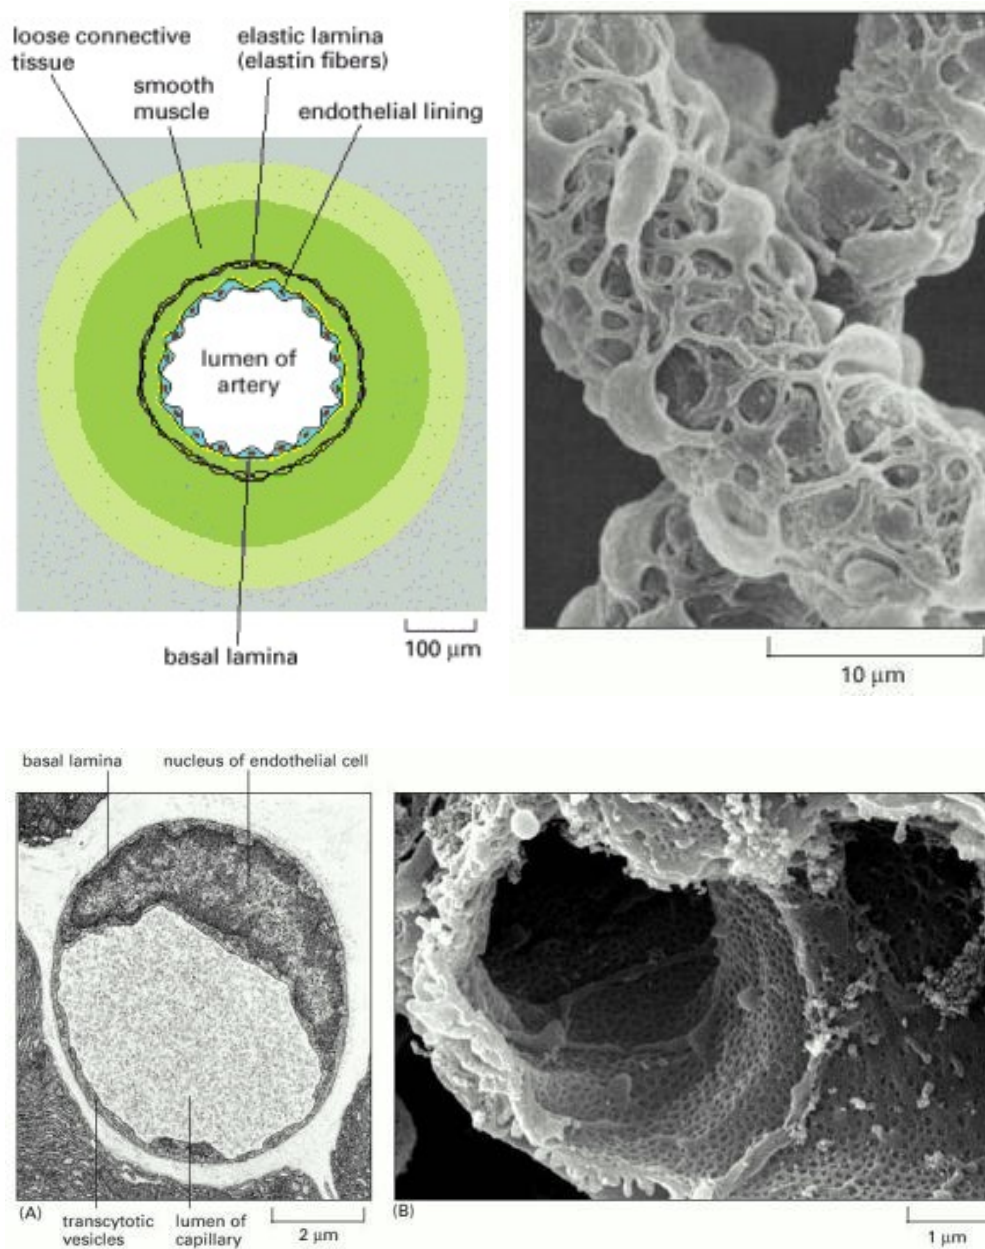 loose connective
tissue
smooth
muscle
elastic lamina
(elastin fibers)
endothelial lining
lumen of
artery
basal lamina
100 μm
10 μm
basal lamina
nucleus of endothelial cell
(A)
transcytotic
vesicles
lumen of
capillary
2 μm
(B)
1 μm